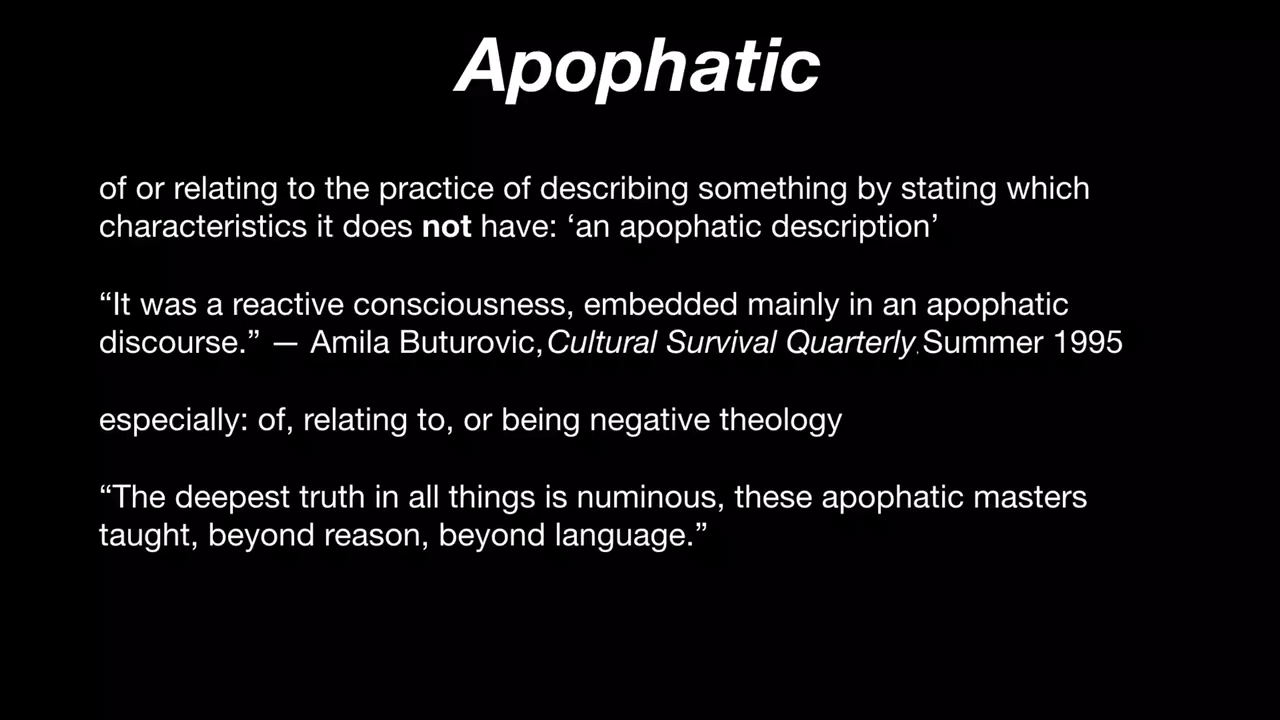 Apophatic
of or relating to the practice of describing something by stating which
characteristics it does not have: ‘an apophatic description’
“It was a reactive consciousness, embedded mainly in an apophatic
discourse.” — Amila Buturovic, Cultural Survival Quarterly, Summer 1995
especially: of, relating to, or being negative theology
“The deepest truth in all things is numinous, these apophatic masters
taught, beyond reason, beyond language.”